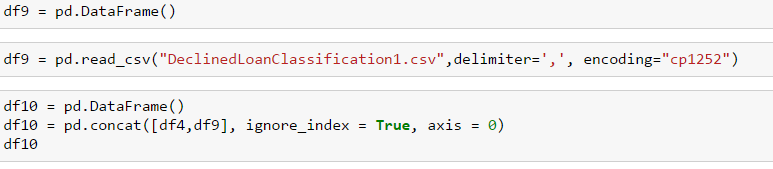 df9 = pd.DataFrame()
df9 = pd.read_csv("DeclinedLoanClassification1.csv",delimiter=',', encoding="cp1252")
df10 = pd.DataFrame()
df10 = pd.concat([df4,df9], ignore_index = True, axis = 0)
df10